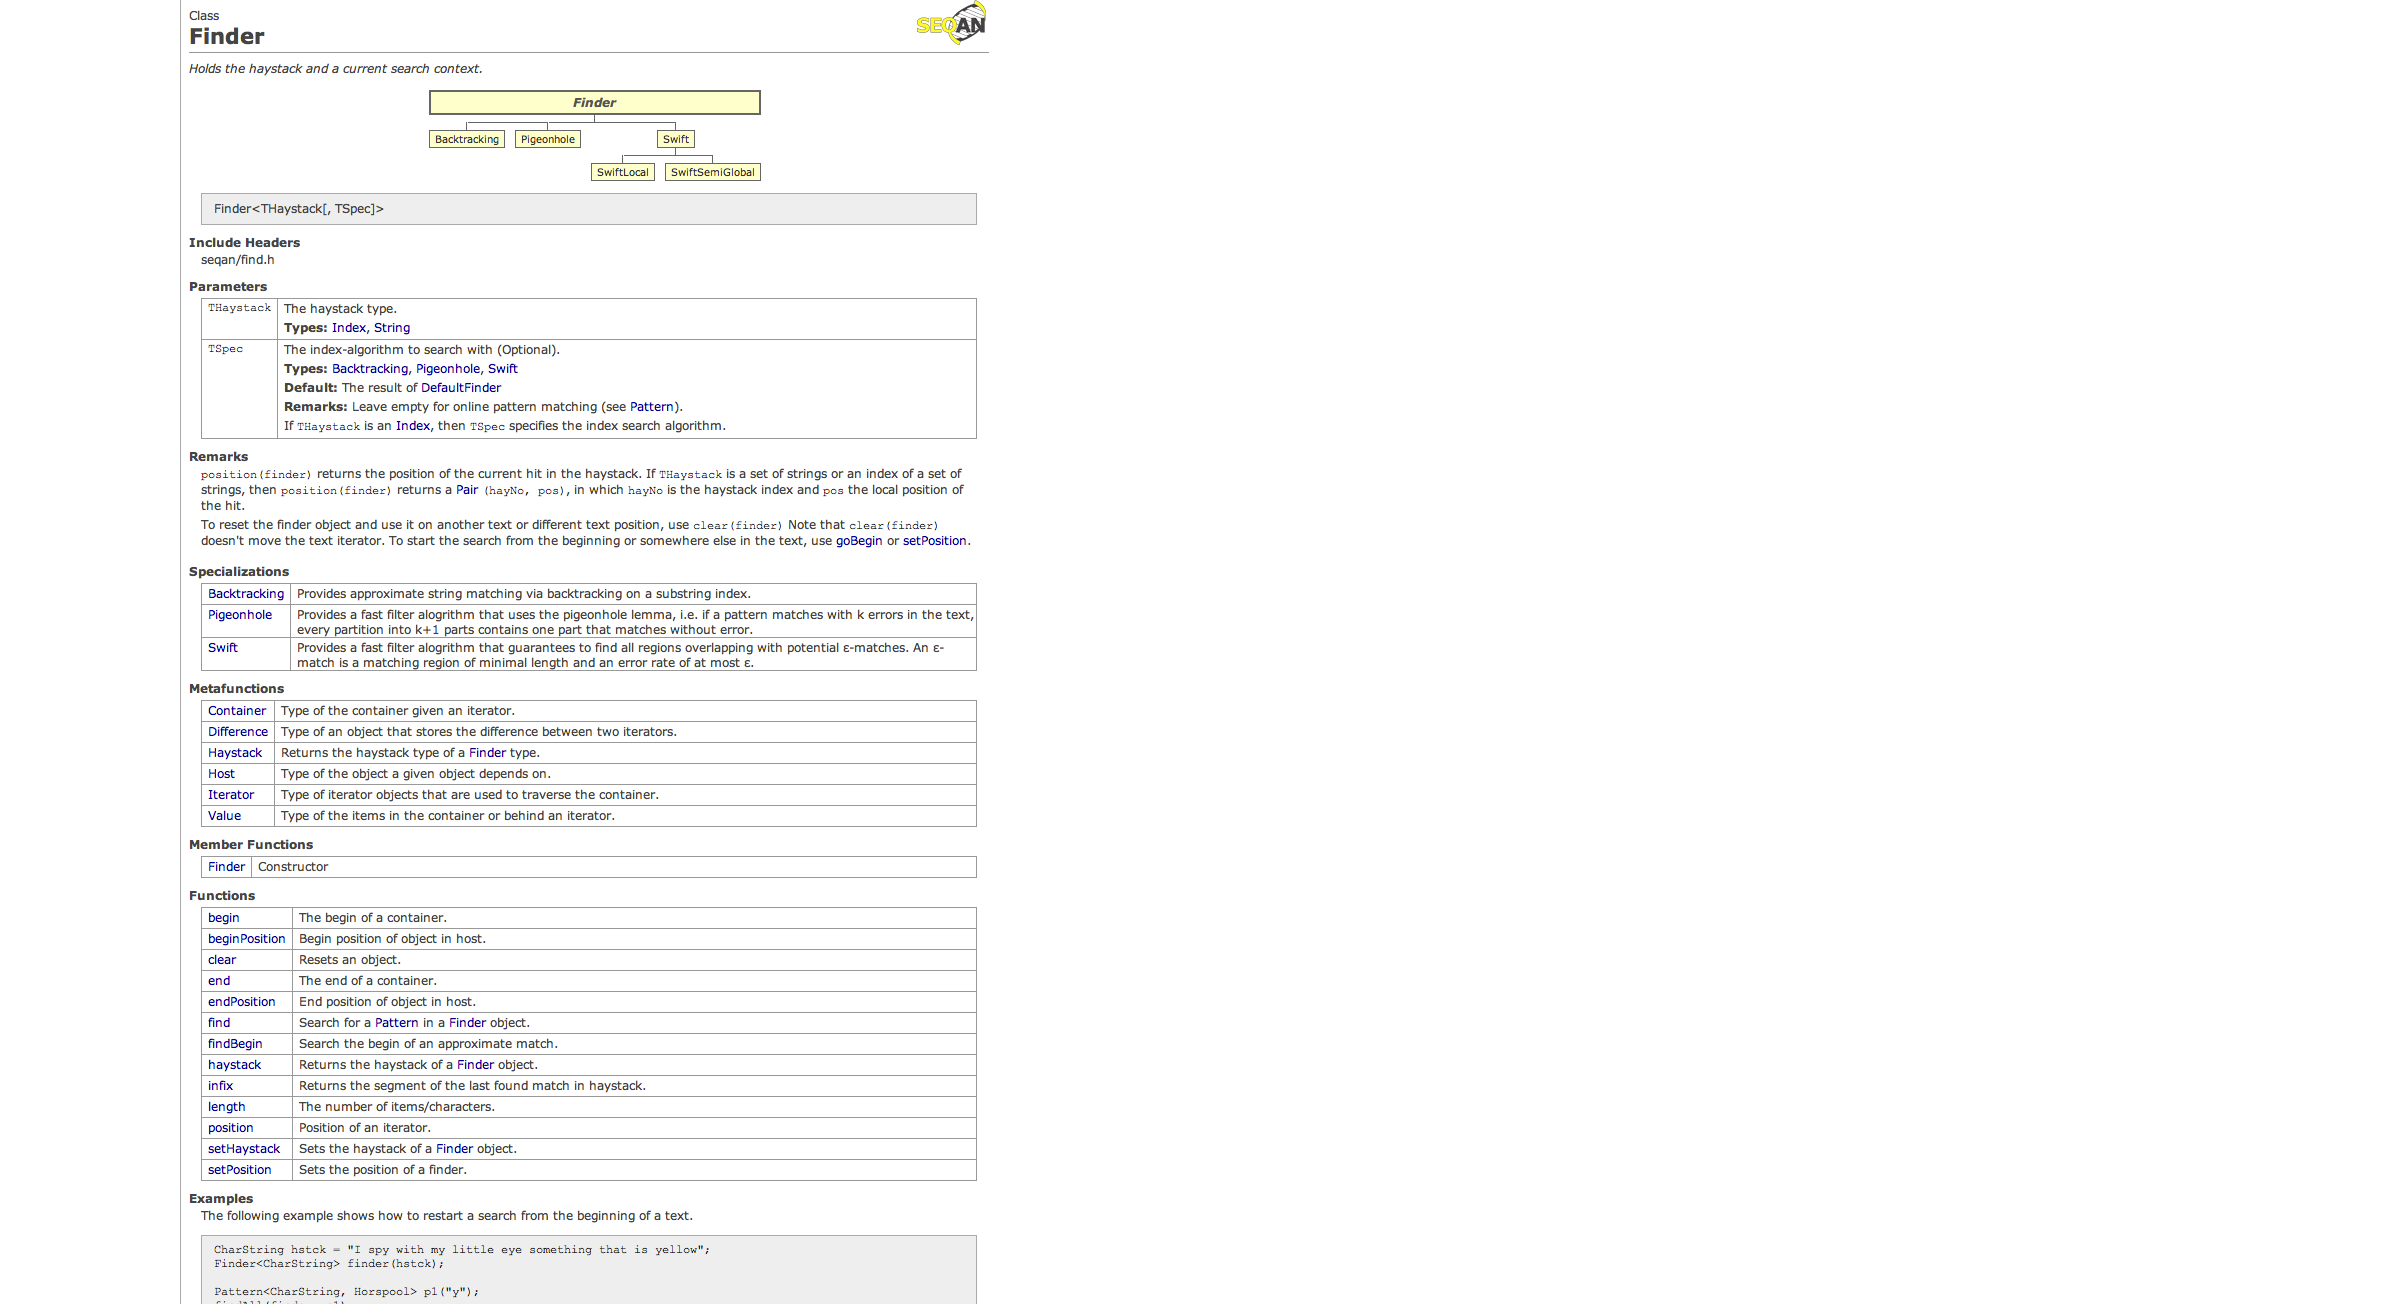 Class
Finder
SEQAN
Holds the haystack and a current search context.
Finder
Backtracking Pigeonhole Swift
SwiftLocal SwiftSemiGlobal
Finder<THaystack[, TSpec]>
Include Headers
seqan/find.h
Parameters
THaystack The haystack type.
Types: Index, String
TSpec The index-algorithm to search with (Optional).
Types: Backtracking, Pigeonhole, Swift
Default: The result of DefaultFinder
Remarks: Leave empty for online pattern matching (see Pattern).
If THaystack is an Index, then TSpec specifies the index search algorithm.
Remarks
position(finder) returns the position of the current hit in the haystack. If THaystack is a set of strings or an index of a set of
strings, then position(finder) returns a Pair (hayNo, pos), in which hayNo is the haystack index and pos the local position of
the hit.
To reset the finder object and use it on another text or different text position, use clear(finder) Note that clear(finder)
doesn't move the text iterator. To start the search from the beginning or somewhere else in the text, use goBegin or setPosition.
Specializations
Backtracking Provides approximate string matching via backtracking on a substring index.
Pigeonhole Provides a fast filter alogrithm that uses the pigeonhole lemma, i.e. if a pattern matches with k errors in the text,
every partition into k+1 parts contains one part that matches without error.
Swift Provides a fast filter alogrithm that guarantees to find all regions overlapping with potential ε-matches. An ε-
match is a matching region of minimal length and an error rate of at most ε.
Metafunctions
Container Type of the container given an iterator.
Difference Type of an object that stores the difference between two iterators.
Haystack Returns the haystack type of a Finder type.
Host Type of the object a given object depends on.
Iterator Type of iterator objects that are used to traverse the container.
Value Type of the items in the container or behind an iterator.
Member Functions
Finder Constructor
Functions
begin The begin of a container.
beginPosition Begin position of object in host.
clear Resets an object.
end The end of a container.
endPosition End position of object in host.
find Search for a Pattern in a Finder object.
findBegin Search the begin of an approximate match.
haystack Returns the haystack of a Finder object.
infix Returns the segment of the last found match in haystack.
length The number of items/characters.
position Position of an iterator.
setHaystack Sets the haystack of a Finder object.
setPosition Sets the position of a finder.
Examples
The following example shows how to restart a search from the beginning of a text.
CharString hstck = "I spy with my little eye something that is yellow";
Finder<CharString> finder(hstck);
Pattern<CharString, Horspool> p1("y");